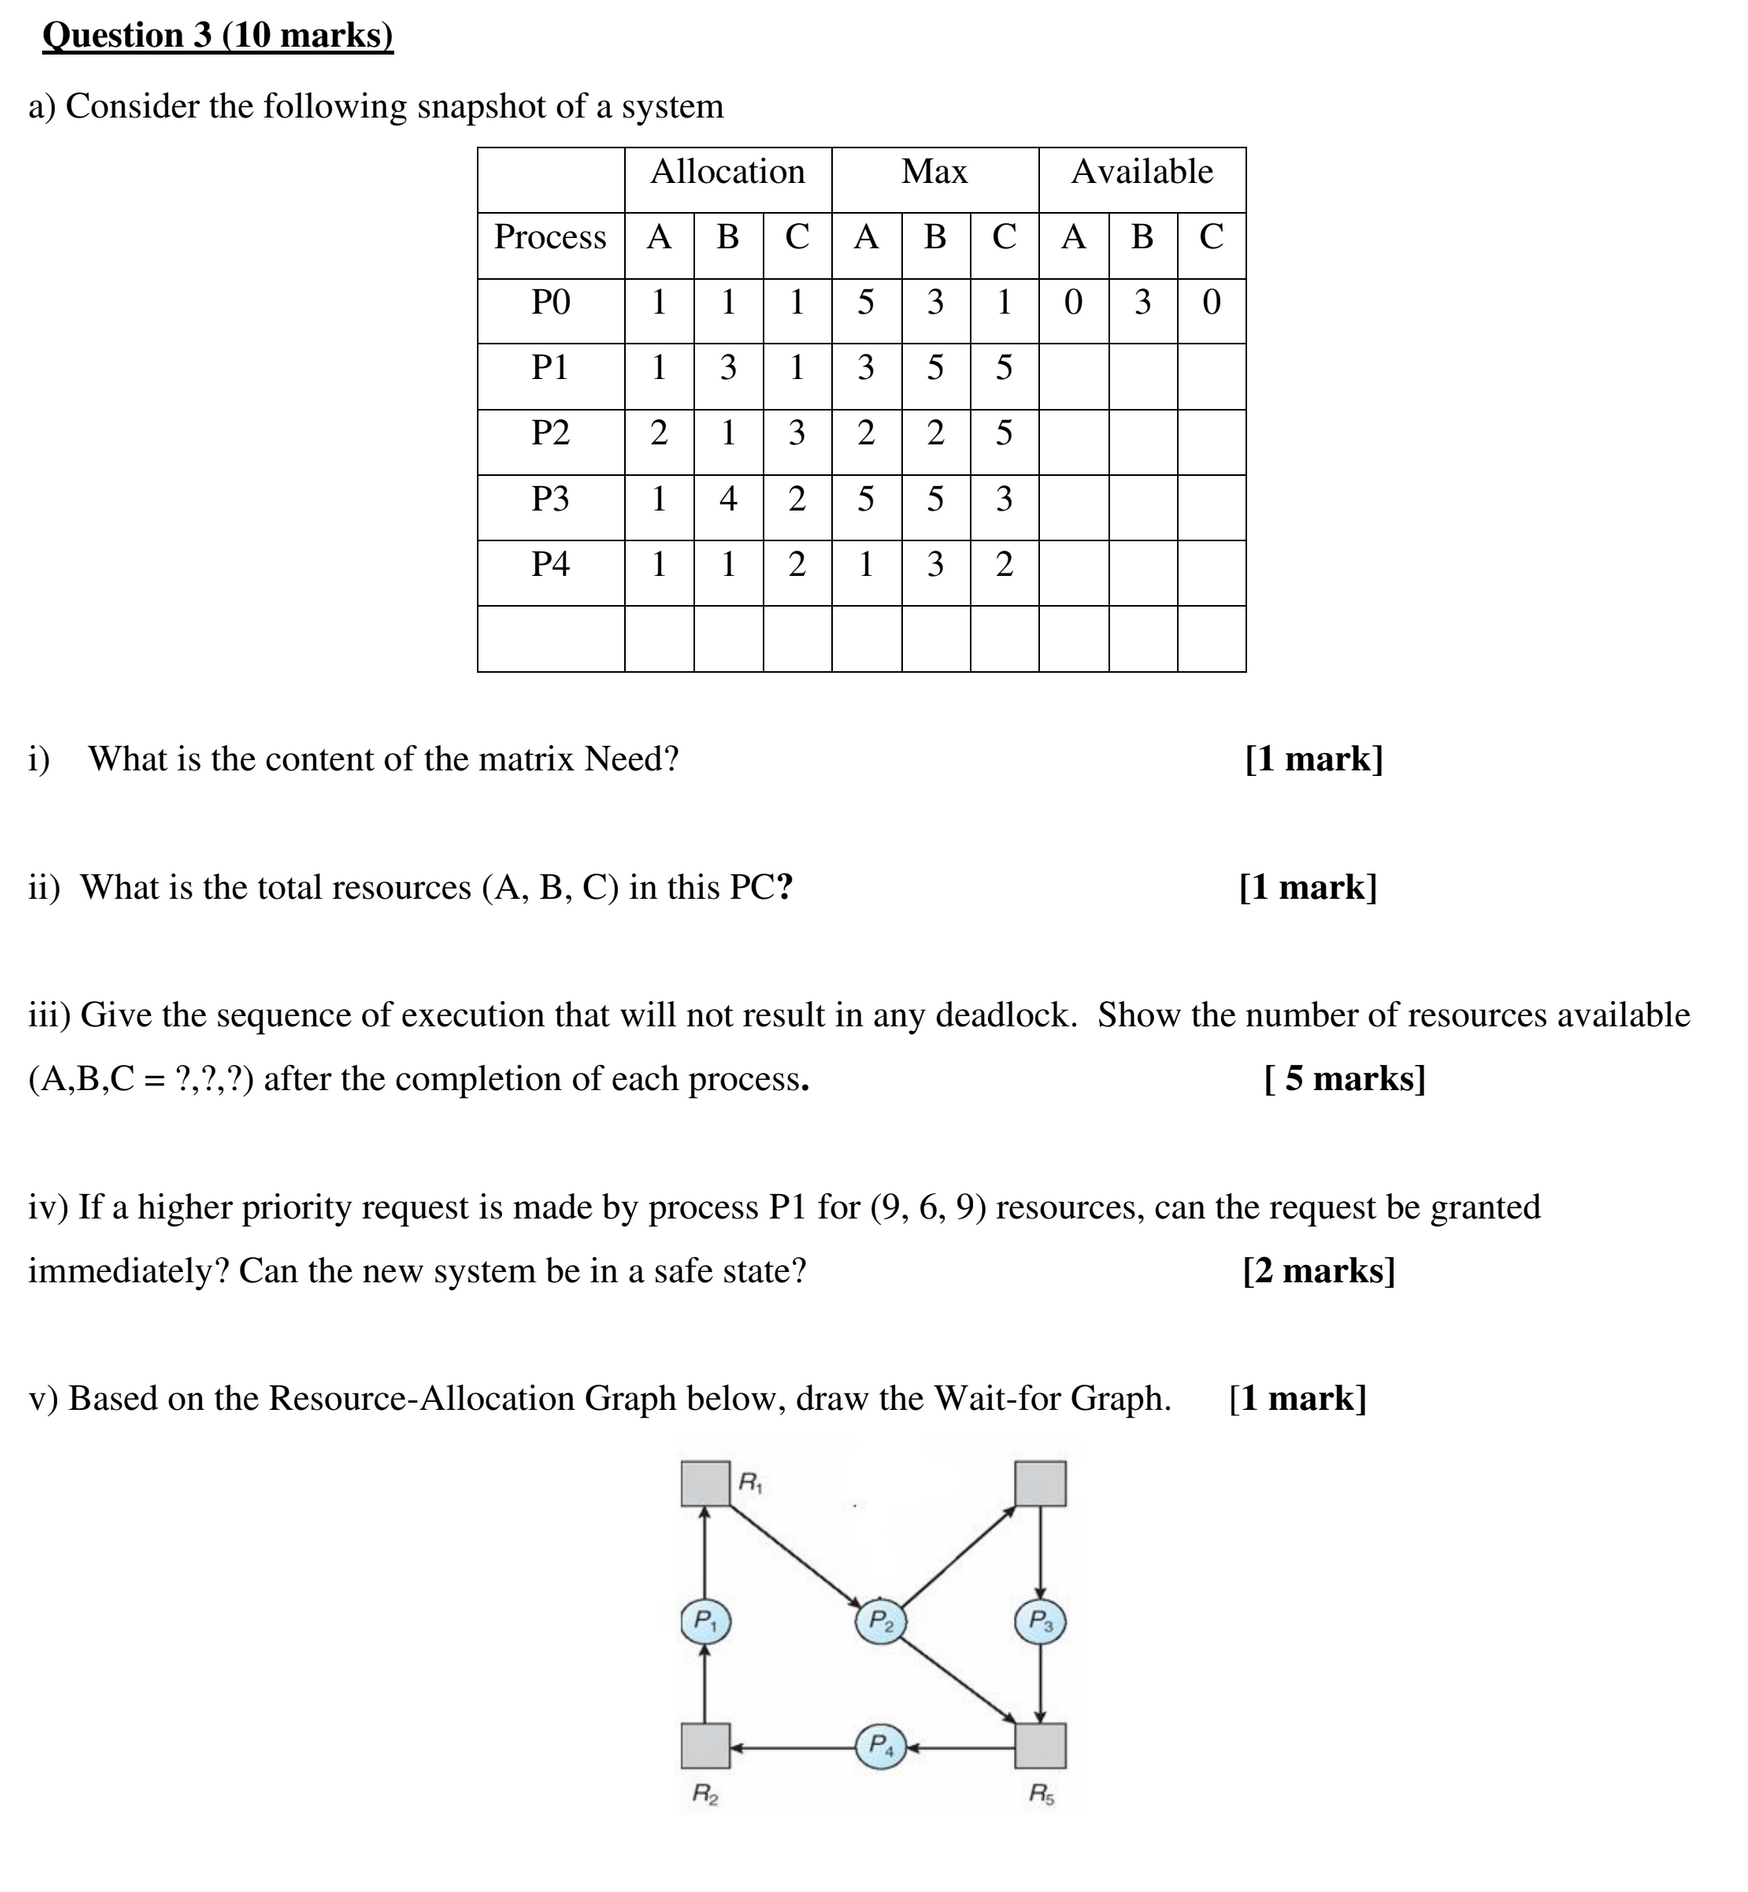 Question 3 (10 marks)
a) Consider the following snapshot of a system
Allocation Max Available
Process A B C A B C A B C
P0 1 1 1 5 3 1 0 3 0
P1 1 3 1 3 5 5
P2 2 1 3 2 2 5
P3 1 4 2 5 5 3
P4 1 1 2 1 3 2
i) What is the content of the matrix Need? [1 mark]
ii) What is the total resources (A, B, C) in this PC? [1 mark]
iii) Give the sequence of execution that will not result in any deadlock. Show the number of resources available
(A,B,C = ?,?,?) after the completion of each process. [ 5 marks]
iv) If a higher priority request is made by process P1 for (9, 6, 9) resources, can the request be granted
immediately? Can the new system be in a safe state? [2 marks]
v) Based on the Resource-Allocation Graph below, draw the Wait-for Graph. [1 mark]
R1
P1 P2 P3
P4
R2 R5